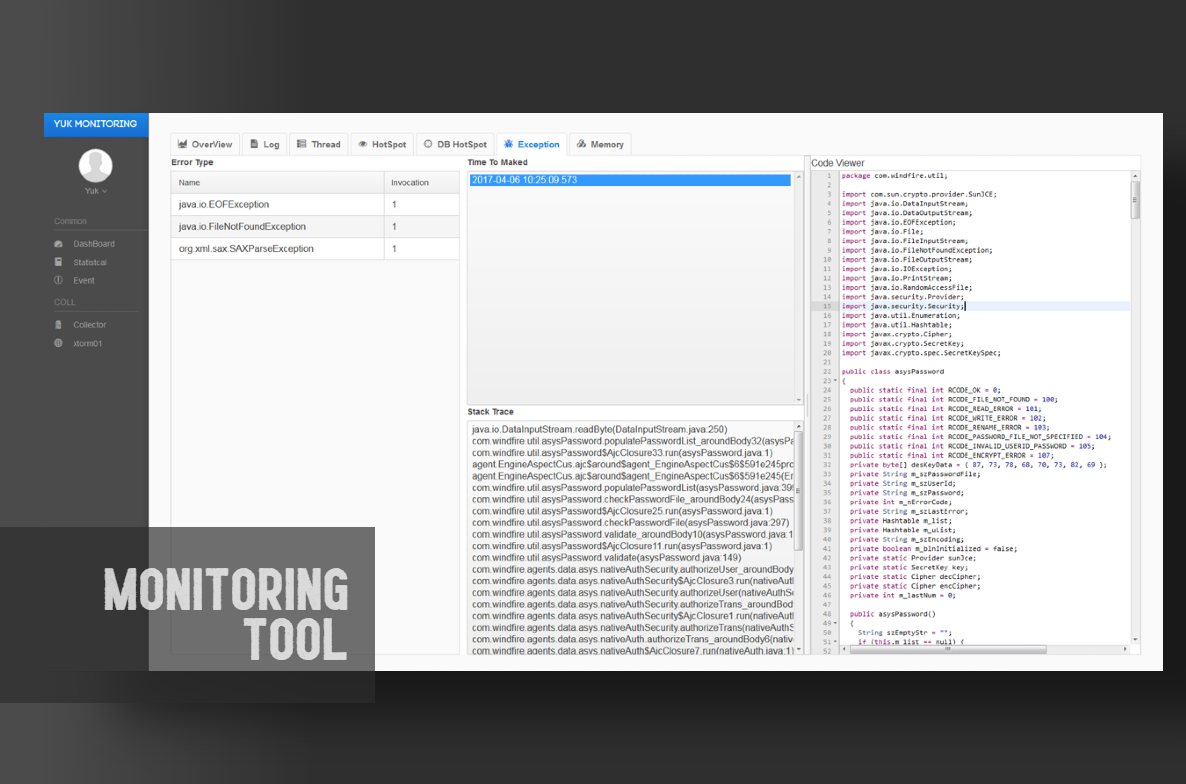 YUK MONITORING
Yuk
Common
DashBoard
Statistcal
Event
COLL
Collector
xtorm01
OverView
Log
Thread
HotSpot
DB HotSpot
Exception
Memory
Error Type
Name Invocation
java.io.EOFException 1
java.io.FileNotFoundException 1
org.xml.sax.SAXParseException 1
Time To Maked
2017-04-06 10:25:09.573
Stack Trace
java.io.DataInputStream.readByte(DataInputStream.java:250)
com.windfire.util.asysPassword.populatePasswordList_aroundBody32(asysPa
com.windfire.util.asysPassword$AjcClosure33.run(asysPassword.java:1)
agent.EngineAspectCus.ajc$around$agent_EngineAspectCus$6$591e245pro
agent.EngineAspectCus.ajc$around$agent_EngineAspectCus$6$591e245(En
com.windfire.util.asysPassword.populatePasswordList(asysPassword.java:396
com.windfire.util.asysPassword.checkPasswordFile_aroundBody24(asysPass
com.windfire.util.asysPassword$AjcClosure25.run(asysPassword.java:1)
com.windfire.util.asysPassword.checkPasswordFile(asysPassword.java:297)
com.windfire.util.asysPassword.validate_aroundBody10(asysPassword.java:1
com.windfire.util.asysPassword$AjcClosure11.run(asysPassword.java:1)
com.windfire.util.asysPassword.validate(asysPassword.java:149)
com.windfire.agents.data.asys.nativeAuthSecurity.authorizeUser_aroundBody
com.windfire.agents.data.asys.nativeAuthSecurity$AjcClosure3.run(nativeAutl
com.windfire.agents.data.asys.nativeAuthSecurity.authorizeUser(nativeAuthSe
com.windfire.agents.data.asys.nativeAuthSecurity.authorizeTrans_aroundBod
com.windfire.agents.data.asys.nativeAuthSecurity$AjcClosure1.run(nativeAutl
com.windfire.agents.data.asys.nativeAuthSecurity.authorizeTrans(nativeAuthS
com.windfire.agents.data.asys.nativeAuth.authorizeTrans_aroundBody6(nativ
com.windfire.agents.data.asys.nativeAuth$AjcClosure7.run(nativeAuth.java:1)
Code Viewer
1 package com.windfire.util;
2
3 import com.sun.crypto.provider.SunJCE;
4 import java.io.DataInputStream;
5 import java.io.DataOutputStream;
6 import java.io.EOFException;
7 import java.io.File;
8 import java.io.FileInputStream;
9 import java.io.FileNotFoundException;
10 import java.io.FileOutputStream;
11 import java.io.IOException;
12 import java.io.PrintStream;
13 import java.io.RandomAccessFile;
14 import java.security.Provider;
15 import java.security.Security;
16 import java.util.Enumeration;
17 import java.util.Hashtable;
18 import javax.crypto.Cipher;
19 import javax.crypto.SecretKey;
20 import javax.crypto.spec.SecretKeySpec;
21
22 public class asysPassword
23 {
24 public static final int RCODE_OK = 0;
25 public static final int RCODE_FILE_NOT_FOUND = 100;
26 public static final int RCODE_READ_ERROR = 101;
27 public static final int RCODE_WRITE_ERROR = 102;
28 public static final int RCODE_RENAME_ERROR = 103;
29 public static final int RCODE_PASSWORD_FILE_NOT_SPECIFIED = 104;
30 public static final int RCODE_INVALID_USERID_PASSWORD = 105;
31 public static final int RCODE_ENCRYPT_ERROR = 107;
32 private byte[] desKeyData = { 87, 73, 78, 68, 70, 73, 82, 69 };
33 private String m_szPasswordFile;
34 private String m_szUserId;
35 private String m_szPassword;
36 private int m_nErrorCode;
37 private String m_szLastError;
38 private Hashtable m_list;
39 private Hashtable m_uList;
40 private String m_szEncoding;
41 private boolean m_bInitialized = false;
42 private static Provider sunJce;
43 private static SecretKey key;
44 private static Cipher decCipher;
45 private static Cipher encCipher;
46 private int m_lastNum = 0;
47
48 public asysPassword()
49 {
50 String szEmptyStr = "";
51 if (this.m_list == null) {
52
MONITORING
TOOL